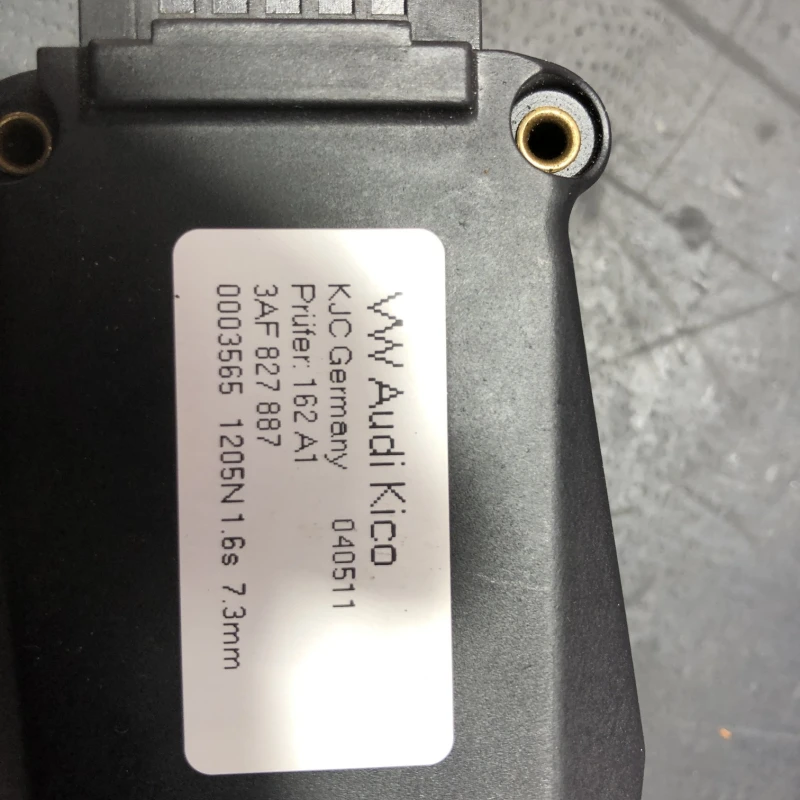 VW Audi Kico
KJC Germany 040511
Prüfer: 162 A1
3AF 827 887
0003565 1205N 1.6s 7.3mm